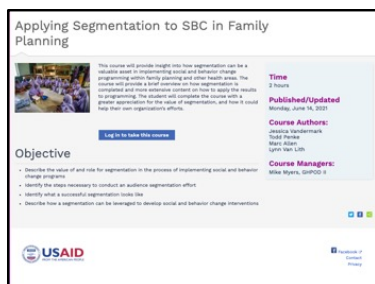 Applying Segmentation to SBC in Family
Planning
This course will provide insight into how segmentation can be a
valuable asset in implementing social and behavior change
programming within family planning and other health areas. The
course will provide a brief overview on how segmentation is
completed and more extensive content on how to apply the results
to programming. The student will complete the course with a
greater appreciation for the value of segmentation, and how it could
help their own organization's efforts.
Log in to take this course
Objective
Describe the value of and role for segmentation in the process of implementing social and behavior
change programs
Identify the steps necessary to conduct an audience segmentation effort
Identify what a successful segmentation looks like
Describe how a segmentation can be leveraged to develop social and behavior change interventions
Time
2 hours
Published/Updated
Monday, June 14, 2021
Course Authors:
Jessica Vandermark
Todd Penke
Marc Allen
Lynn Van Lith
Course Managers:
Mike Myers, GHPOD II
USAID
FROM THE AMERICAN PEOPLE
Facebook
Contact
Privacy